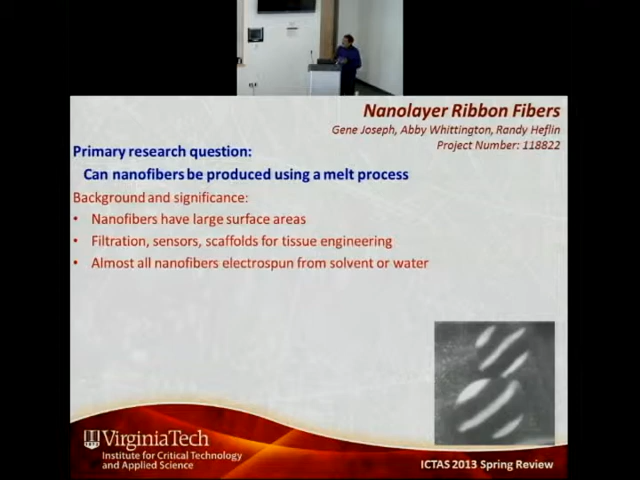 Nanolayer Ribbon Fibers
Gene Joseph, Abby Whittington, Randy Heflin
Project Number: 118822
Primary research question:
Can nanofibers be produced using a melt process
Background and significance:
• Nanofibers have large surface areas
• Filtration, sensors, scaffolds for tissue engineering
• Almost all nanofibers electrospun from solvent or water
VirginiaTech
Institute for Critical Technology
and Applied Science
ICTAS 2013 Spring Review